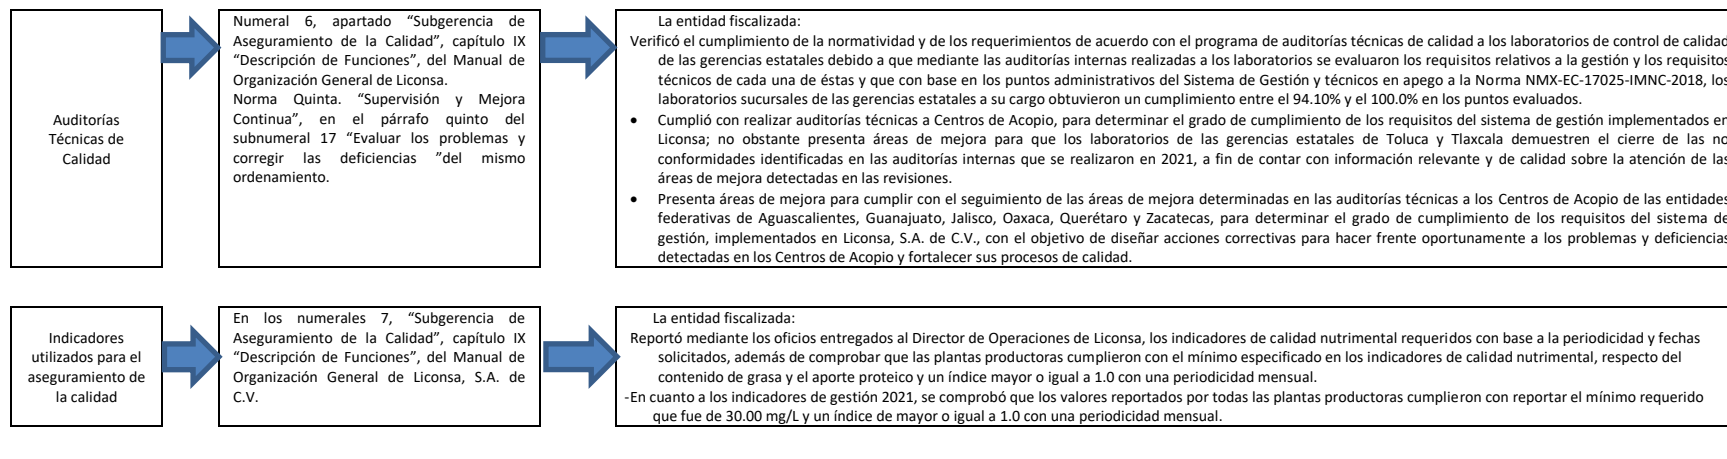 Auditorías
Técnicas de
Calidad
Numeral 6, apartado “Subgerencia de
Aseguramiento de la Calidad”, capítulo IX
“Descripción de Funciones”, del Manual de
Organización General de Liconsa.
Norma Quinta. “Supervisión y Mejora
Continua”, en el párrafo quinto del
subnumeral 17 “Evaluar los problemas y
corregir las deficiencias ”del mismo
ordenamiento.
La entidad fiscalizada:
Verificó el cumplimiento de la normatividad y de los requerimientos de acuerdo con el programa de auditorías técnicas de calidad a los laboratorios de control de calidad
de las gerencias estatales debido a que mediante las auditorías internas realizadas a los laboratorios se evaluaron los requisitos relativos a la gestión y los requisitos
técnicos de cada una de éstas y que con base en los puntos administrativos del Sistema de Gestión y técnicos en apego a la Norma NMX-EC-17025-IMNC-2018, los
laboratorios sucursales de las gerencias estatales a su cargo obtuvieron un cumplimiento entre el 94.10% y el 100.0% en los puntos evaluados.
• Cumplió con realizar auditorías técnicas a Centros de Acopio, para determinar el grado de cumplimiento de los requisitos del sistema de gestión implementados en
Liconsa; no obstante presenta áreas de mejora para que los laboratorios de las gerencias estatales de Toluca y Tlaxcala demuestren el cierre de las no
conformidades identificadas en las auditorías internas que se realizaron en 2021, a fin de contar con información relevante y de calidad sobre la atención de las
áreas de mejora detectadas en las revisiones.
• Presenta áreas de mejora para cumplir con el seguimiento de las áreas de mejora determinadas en las auditorías técnicas a los Centros de Acopio de las entidades
federativas de Aguascalientes, Guanajuato, Jalisco, Oaxaca, Querétaro y Zacatecas, para determinar el grado de cumplimiento de los requisitos del sistema de
gestión, implementados en Liconsa, S.A. de C.V., con el objetivo de diseñar acciones correctivas para hacer frente oportunamente a los problemas y deficiencias
detectadas en los Centros de Acopio y fortalecer sus procesos de calidad.
Indicadores
utilizados para el
aseguramiento de
la calidad
En los numerales 7, “Subgerencia de
Aseguramiento de la Calidad”, capítulo IX
“Descripción de Funciones”, del Manual de
Organización General de Liconsa, S.A. de
C.V.
La entidad fiscalizada:
Reportó mediante los oficios entregados al Director de Operaciones de Liconsa, los indicadores de calidad nutrimental requeridos con base a la periodicidad y fechas
solicitados, además de comprobar que las plantas productoras cumplieron con el mínimo especificado en los indicadores de calidad nutrimental, respecto del
contenido de grasa y el aporte proteico y un índice mayor o igual a 1.0 con una periodicidad mensual.
-En cuanto a los indicadores de gestión 2021, se comprobó que los valores reportados por todas las plantas productoras cumplieron con reportar el mínimo requerido
que fue de 30.00 mg/L y un índice de mayor o igual a 1.0 con una periodicidad mensual.